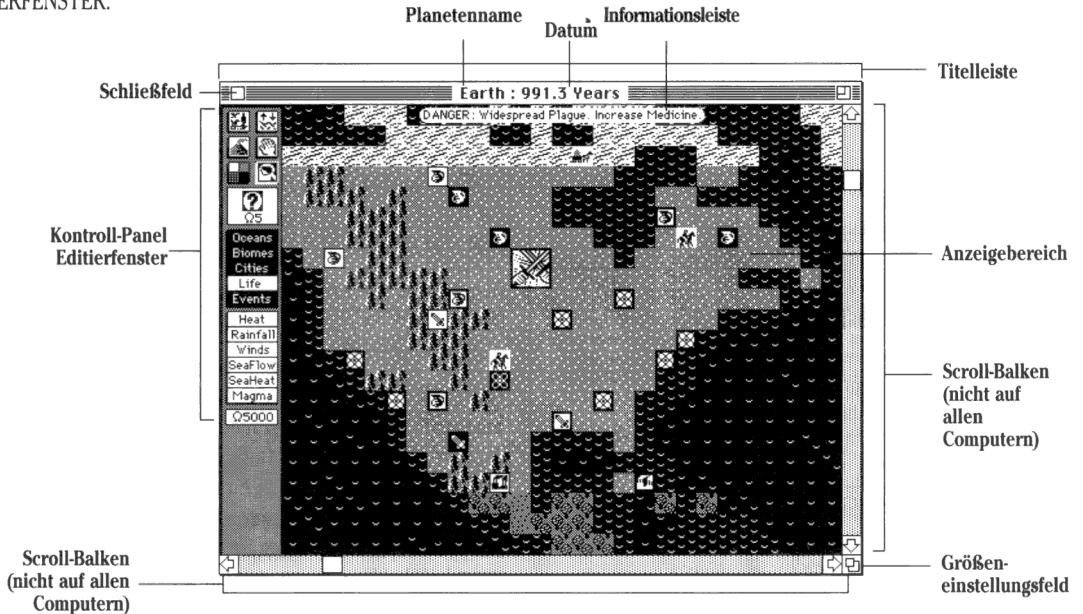 ERFENSTER.
Planetenname
Datum
Informationsleiste
Titelleiste
Schließfeld
Earth : 991.3 Years
DANGER: Widespread Plague. Increase Medicine.
Ω5
Kontroll-Panel
Editierfenster
Oceans
Biomes
Cities
Life
Events
Heat
Rainfall
Winds
SeaFlow
SeaHeat
Magma
Ω5000
Anzeigebereich
Scroll-Balken
(nicht auf
allen
Computern)
Scroll-Balken
(nicht auf allen
Computern)
Größen-
einstellungsfeld